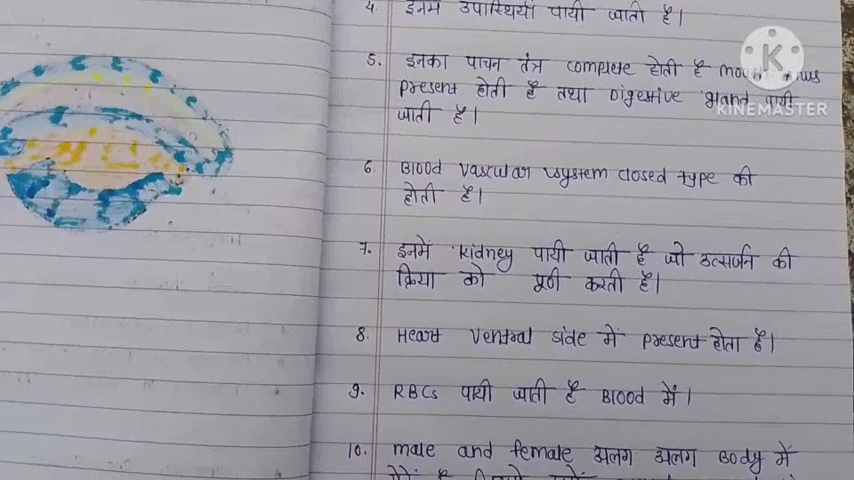 4. इनमें उपास्थियाँ पायी जाती है।
5. इनका पाचन तंत्र complete होती है
present होती है तथा Digestive gland पायी
जाती है।
6. Blood vascular system closed type की
होती है।
7. इनमें Kidney पायी जाती है जो उत्सर्जन की
क्रिया को पूर्ण करती है।
8. Heart ventral side में present होता है।
9. RBCs पायी जाती है Blood में।
10. male and female अलग अलग Body में
K
KINEMASTER